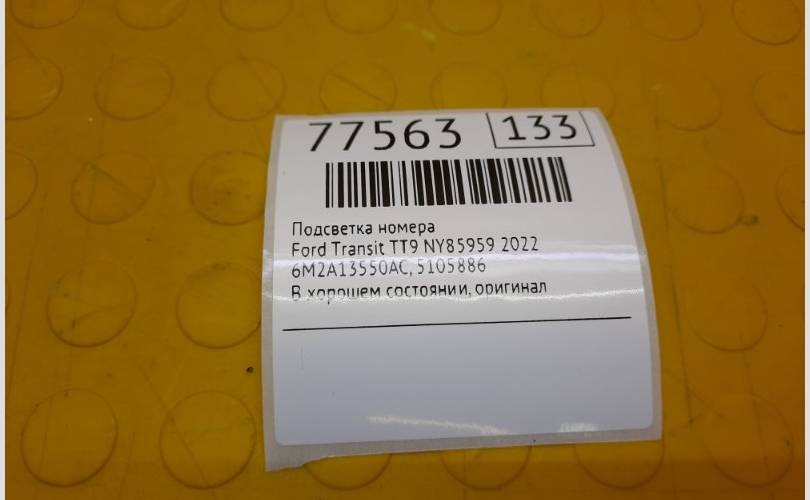 77563 133
Подсветка номера
Ford Transit TT9 NY85959 2022
6M2A13550AC, 5105886
В хорошем состоянии, оригинал